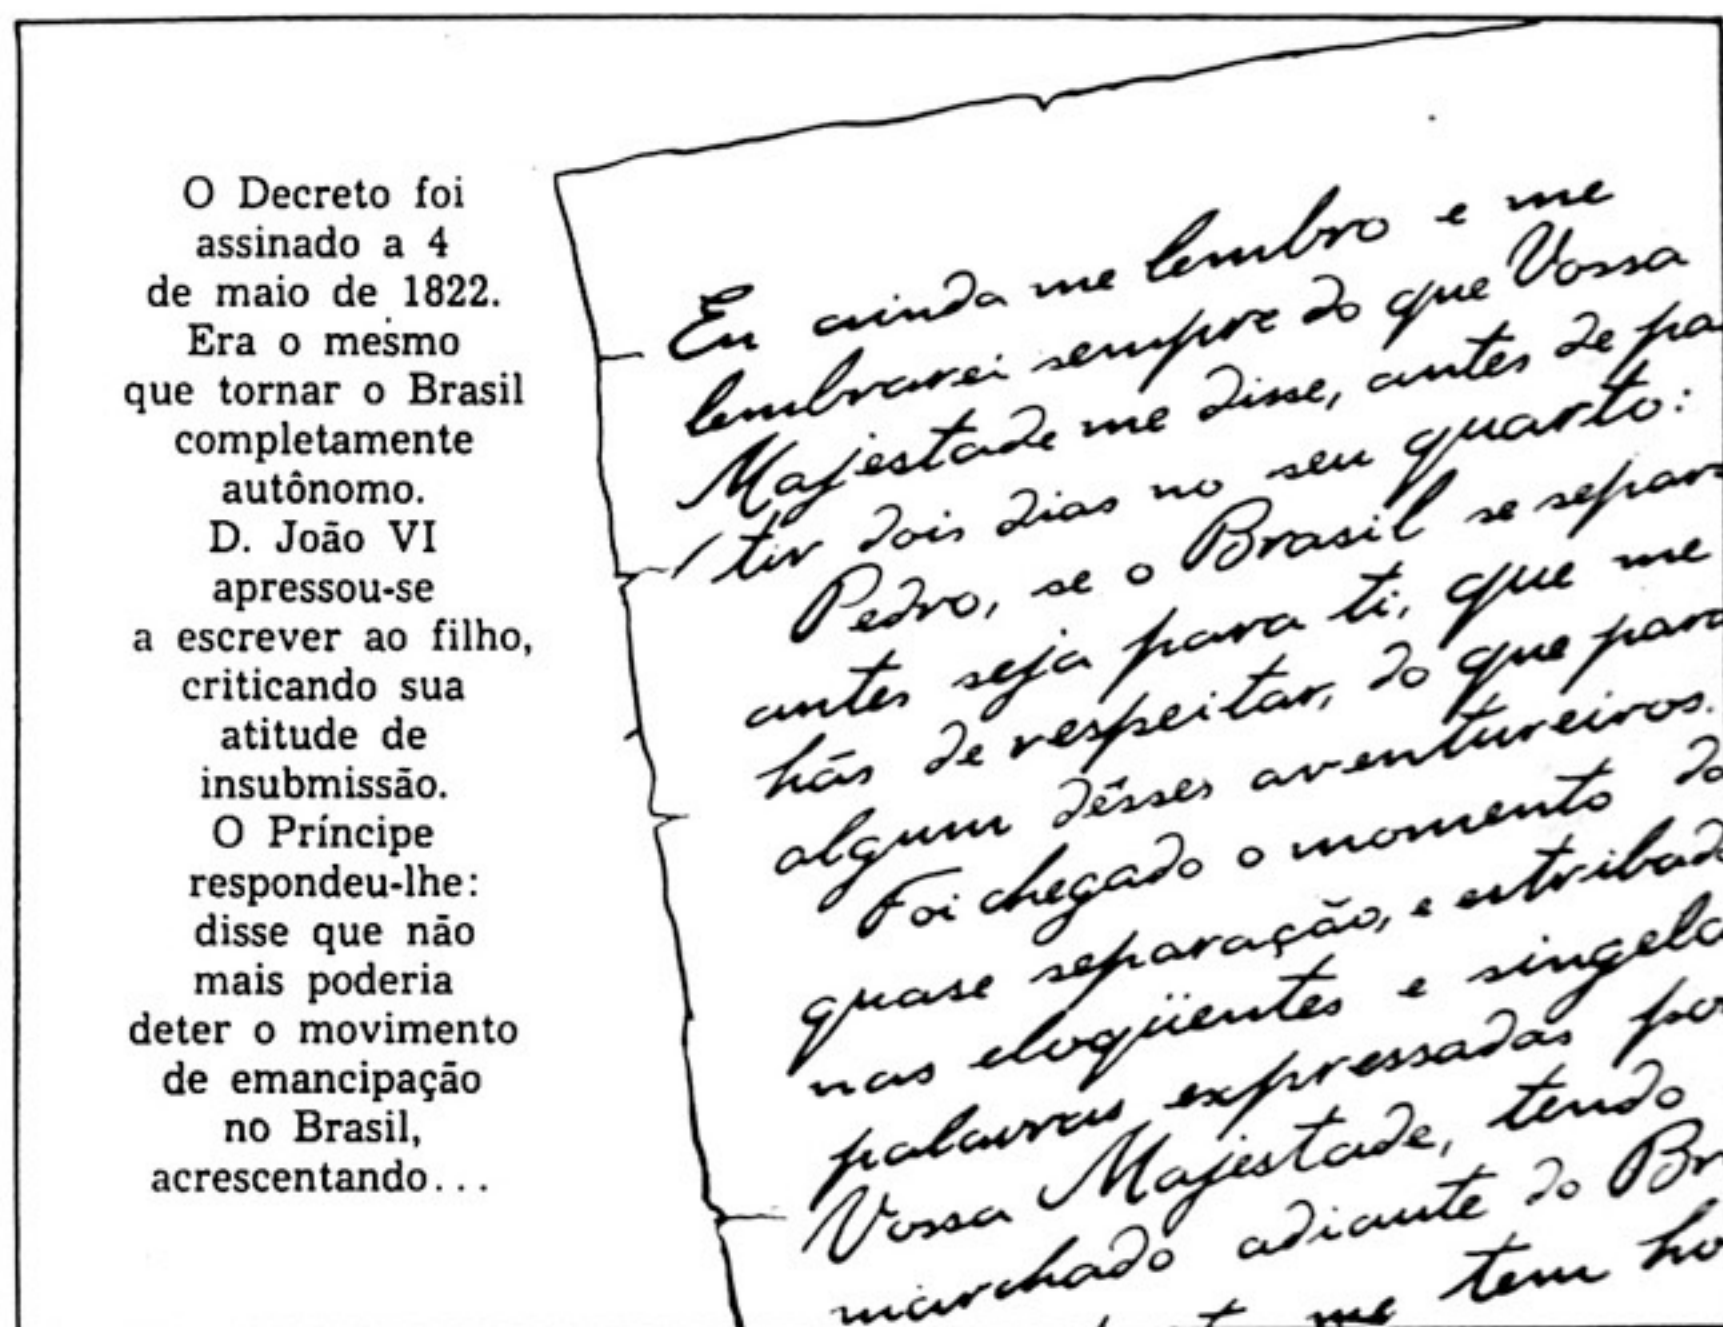 O Decreto foi
assinado a 4
de maio de 1822.
Era o mesmo
que tornar o Brasil
completamente
autônomo.
D. João VI
apressou-se
a escrever ao filho,
criticando sua
atitude de
insubmissão.
O Príncipe
respondeu-lhe:
disse que não
mais poderia
deter o movimento
de emancipação
no Brasil,
acrescentando...
Eu ainda me lembro e me
lembrarei sempre do que Vossa
Majestade me disse, antes de pa
tir dois dias no seu quarto:
Pedro, se o Brasil se separa
antes seja para ti, que me
hás de respeitar, do que para
algum dêsses aventureiros.
Foi chegado o momento da
quase separação, e estribado
nas eloqüentes e singela
palavras expressadas por
Vossa Majestade, tendo
marchado adiante do Br
me tem ho